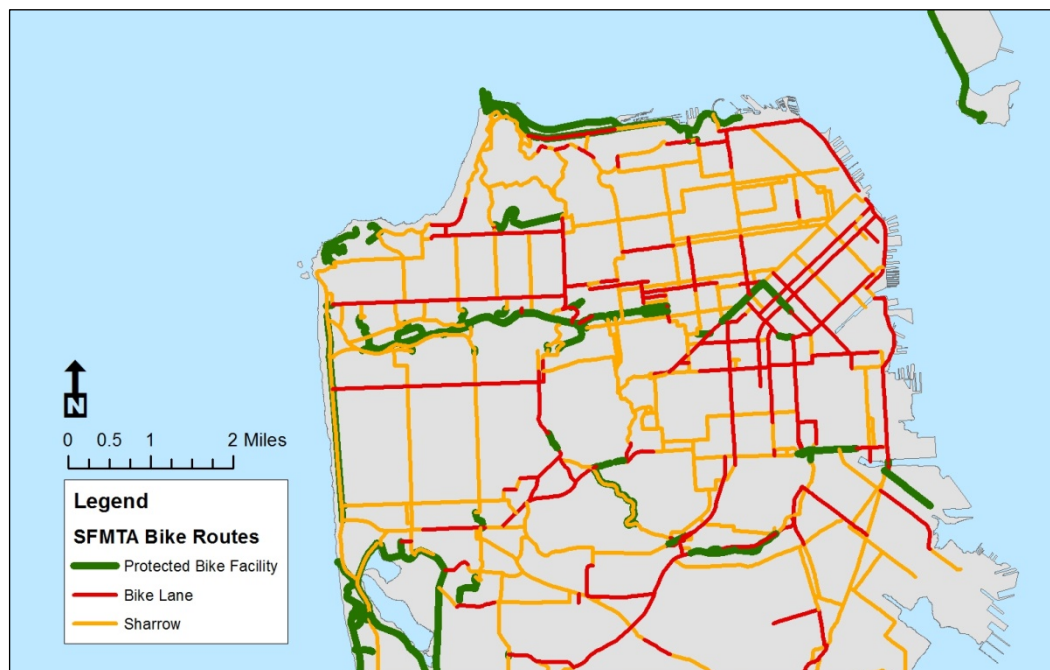 N
0 0.5 1 2 Miles
Legend
SFMTA Bike Routes
Protected Bike Facility
Bike Lane
Sharrow